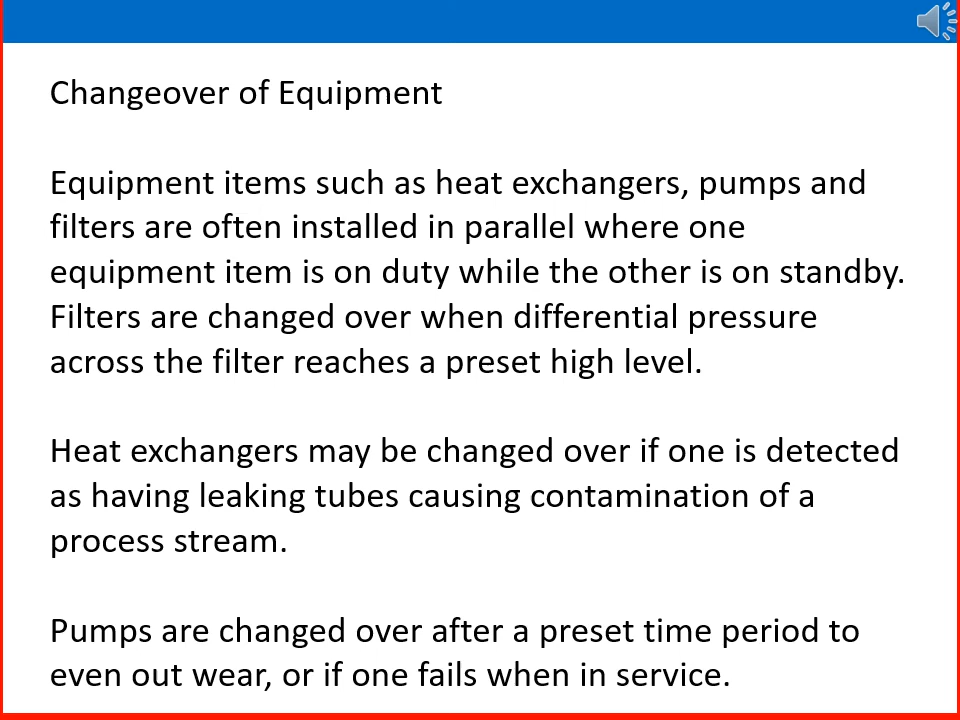 Changeover of Equipment
Equipment items such as heat exchangers, pumps and
filters are often installed in parallel where one
equipment item is on duty while the other is on standby.
Filters are changed over when differential pressure
across the filter reaches a preset high level.
Heat exchangers may be changed over if one is detected
as having leaking tubes causing contamination of a
process stream.
Pumps are changed over after a preset time period to
even out wear, or if one fails when in service.